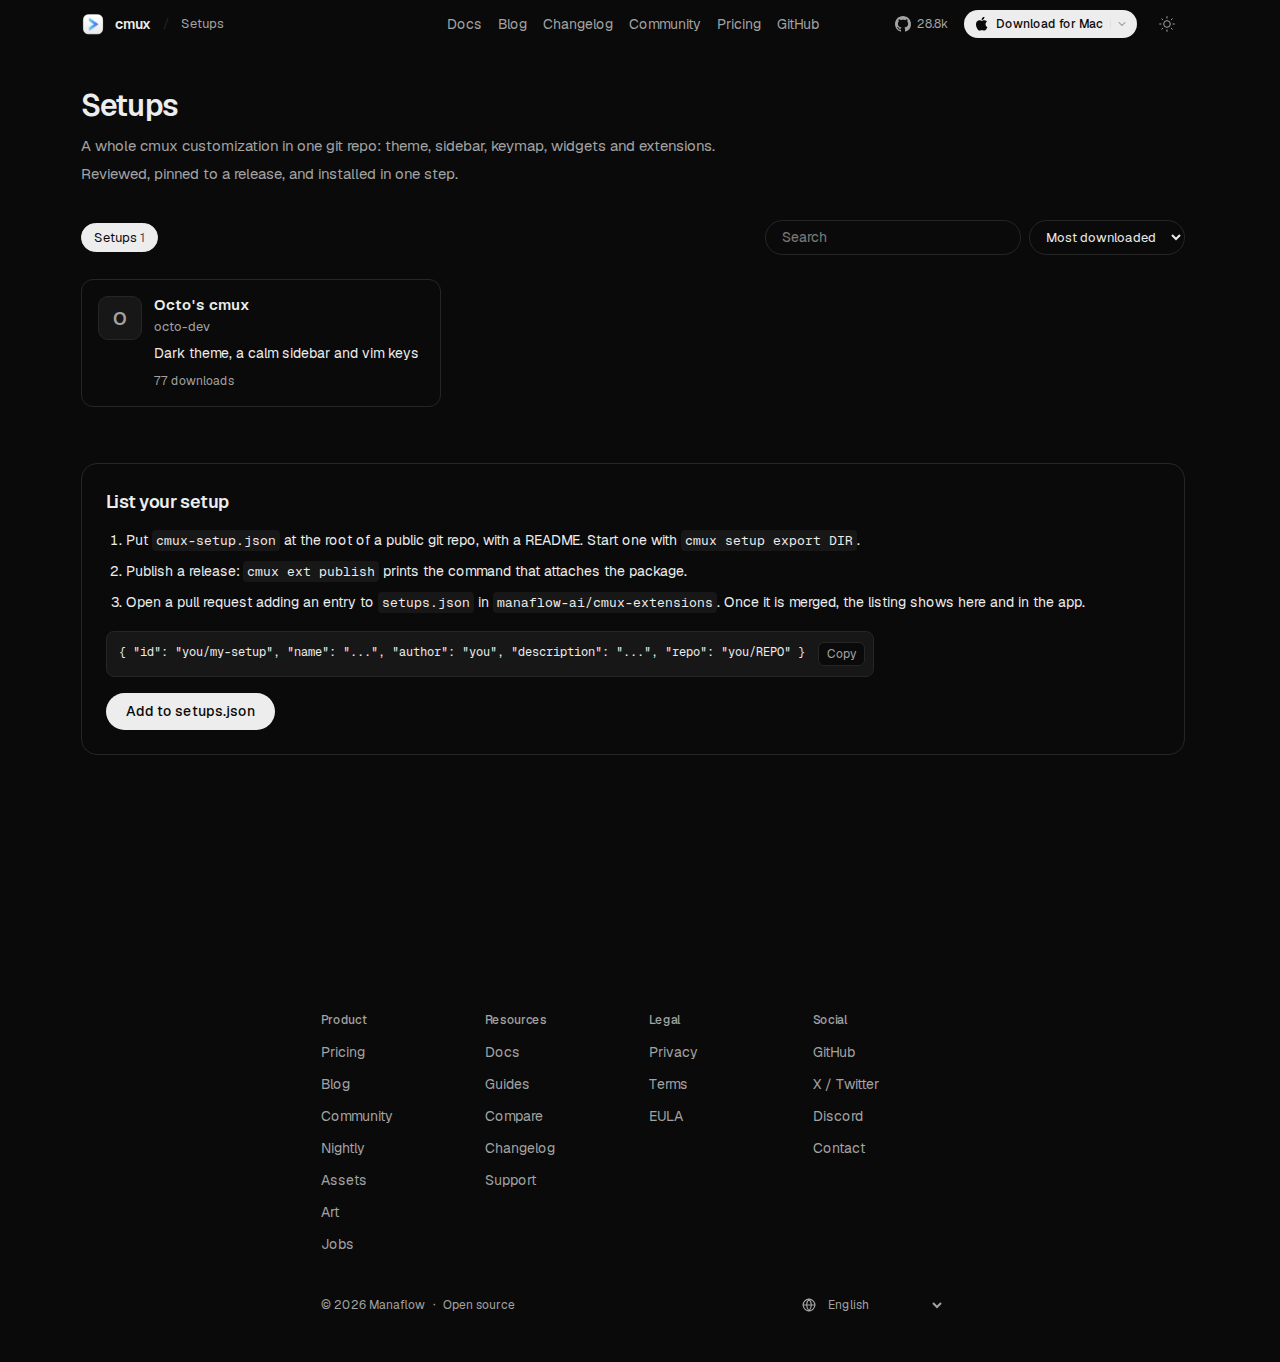 cmux / Setups
Docs Blog Changelog Community Pricing GitHub
28.8k
Download for Mac
Setups
A whole cmux customization in one git repo: theme, sidebar, keymap, widgets and extensions.
Reviewed, pinned to a release, and installed in one step.
Setups 1
Search
Most downloaded
O
Octo's cmux
octo-dev
Dark theme, a calm sidebar and vim keys
77 downloads
List your setup
1. Put cmux-setup.json at the root of a public git repo, with a README. Start one with cmux setup export DIR.
2. Publish a release: cmux ext publish prints the command that attaches the package.
3. Open a pull request adding an entry to setups.json in manaflow-ai/cmux-extensions. Once it is merged, the listing shows here and in the app.
{ "id": "you/my-setup", "name": "...", "author": "you", "description": "...", "repo": "you/REPO" }
Copy
Add to setups.json
Product
Pricing
Blog
Community
Nightly
Assets
Art
Jobs
Resources
Docs
Guides
Compare
Changelog
Support
Legal
Privacy
Terms
EULA
Social
GitHub
X / Twitter
Discord
Contact
© 2026 Manaflow · Open source
English